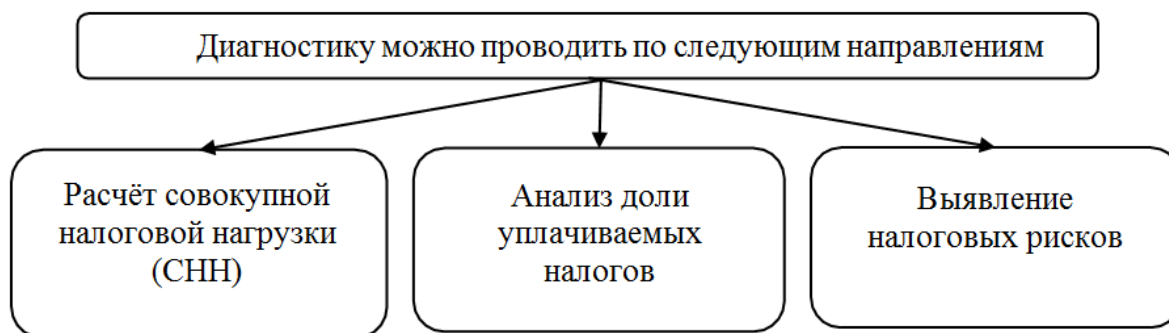 Диагностику можно проводить по следующим направлениям
Расчёт совокупной
налоговой нагрузки
(СНН)
Анализ доли
уплачиваемых
налогов
Выявление
налоговых рисков